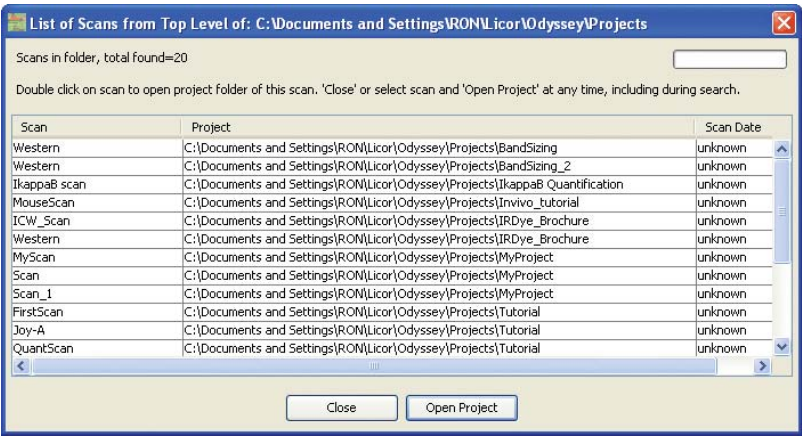 List of Scans from Top Level of: C:\Documents and Settings\RON\Licor\Odyssey\Projects
Scans in folder, total found=20
Double click on scan to open project folder of this scan. 'Close' or select scan and 'Open Project' at any time, including during search.
Scan Project Scan Date
Western C:\Documents and Settings\RON\Licor\Odyssey\Projects\BandSizing unknown
Western C:\Documents and Settings\RON\Licor\Odyssey\Projects\BandSizing_2 unknown
IkappaB scan C:\Documents and Settings\RON\Licor\Odyssey\Projects\IkappaB Quantification unknown
MouseScan C:\Documents and Settings\RON\Licor\Odyssey\Projects\Invivo_tutorial unknown
ICW_Scan C:\Documents and Settings\RON\Licor\Odyssey\Projects\IRDye_Brochure unknown
Western C:\Documents and Settings\RON\Licor\Odyssey\Projects\IRDye_Brochure unknown
MyScan C:\Documents and Settings\RON\Licor\Odyssey\Projects\MyProject unknown
Scan C:\Documents and Settings\RON\Licor\Odyssey\Projects\MyProject unknown
Scan_1 C:\Documents and Settings\RON\Licor\Odyssey\Projects\MyProject unknown
FirstScan C:\Documents and Settings\RON\Licor\Odyssey\Projects\Tutorial unknown
Joy-A C:\Documents and Settings\RON\Licor\Odyssey\Projects\Tutorial unknown
QuantScan C:\Documents and Settings\RON\Licor\Odyssey\Projects\Tutorial unknown
Close Open Project